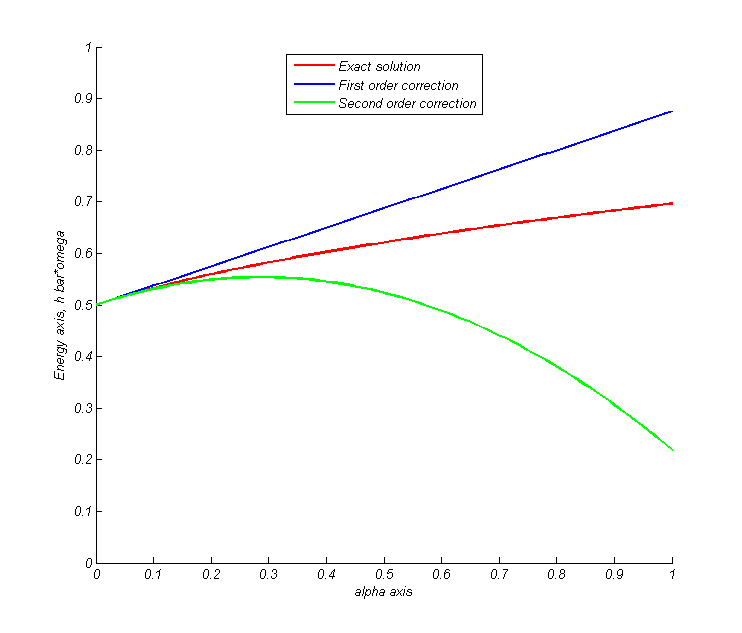 Exact solution
First order correction
Second order correction
1
0.9
0.8
0.7
0.6
0.5
0.4
0.3
0.2
0.1
0
Energy axis, h bar*omega
0 0.1 0.2 0.3 0.4 0.5 0.6 0.7 0.8 0.9 1
alpha axis